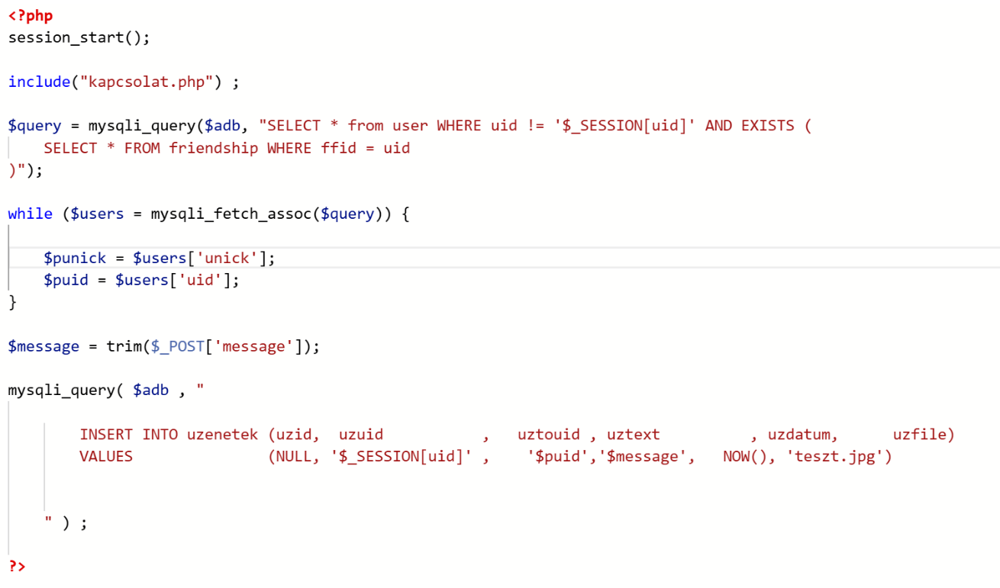 <?php
session_start();
include("kapcsolat.php") ;
$query = mysqli_query($adb, "SELECT * from user WHERE uid != '$_SESSION[uid]' AND EXISTS (
    SELECT * FROM friendship WHERE ffid = uid
)");
while ($users = mysqli_fetch_assoc($query)) {
    $punick = $users['unick'];
    $puid = $users['uid'];
}
$message = trim($_POST['message']);
mysqli_query( $adb , "
        INSERT INTO uzenetek (uzid,  uzuid           ,   uztouid , uztext          , uzdatum,      uzfile)
        VALUES               (NULL, '$_SESSION[uid]' ,    '$puid','$message',   NOW(), 'teszt.jpg')
    " ) ;
?>